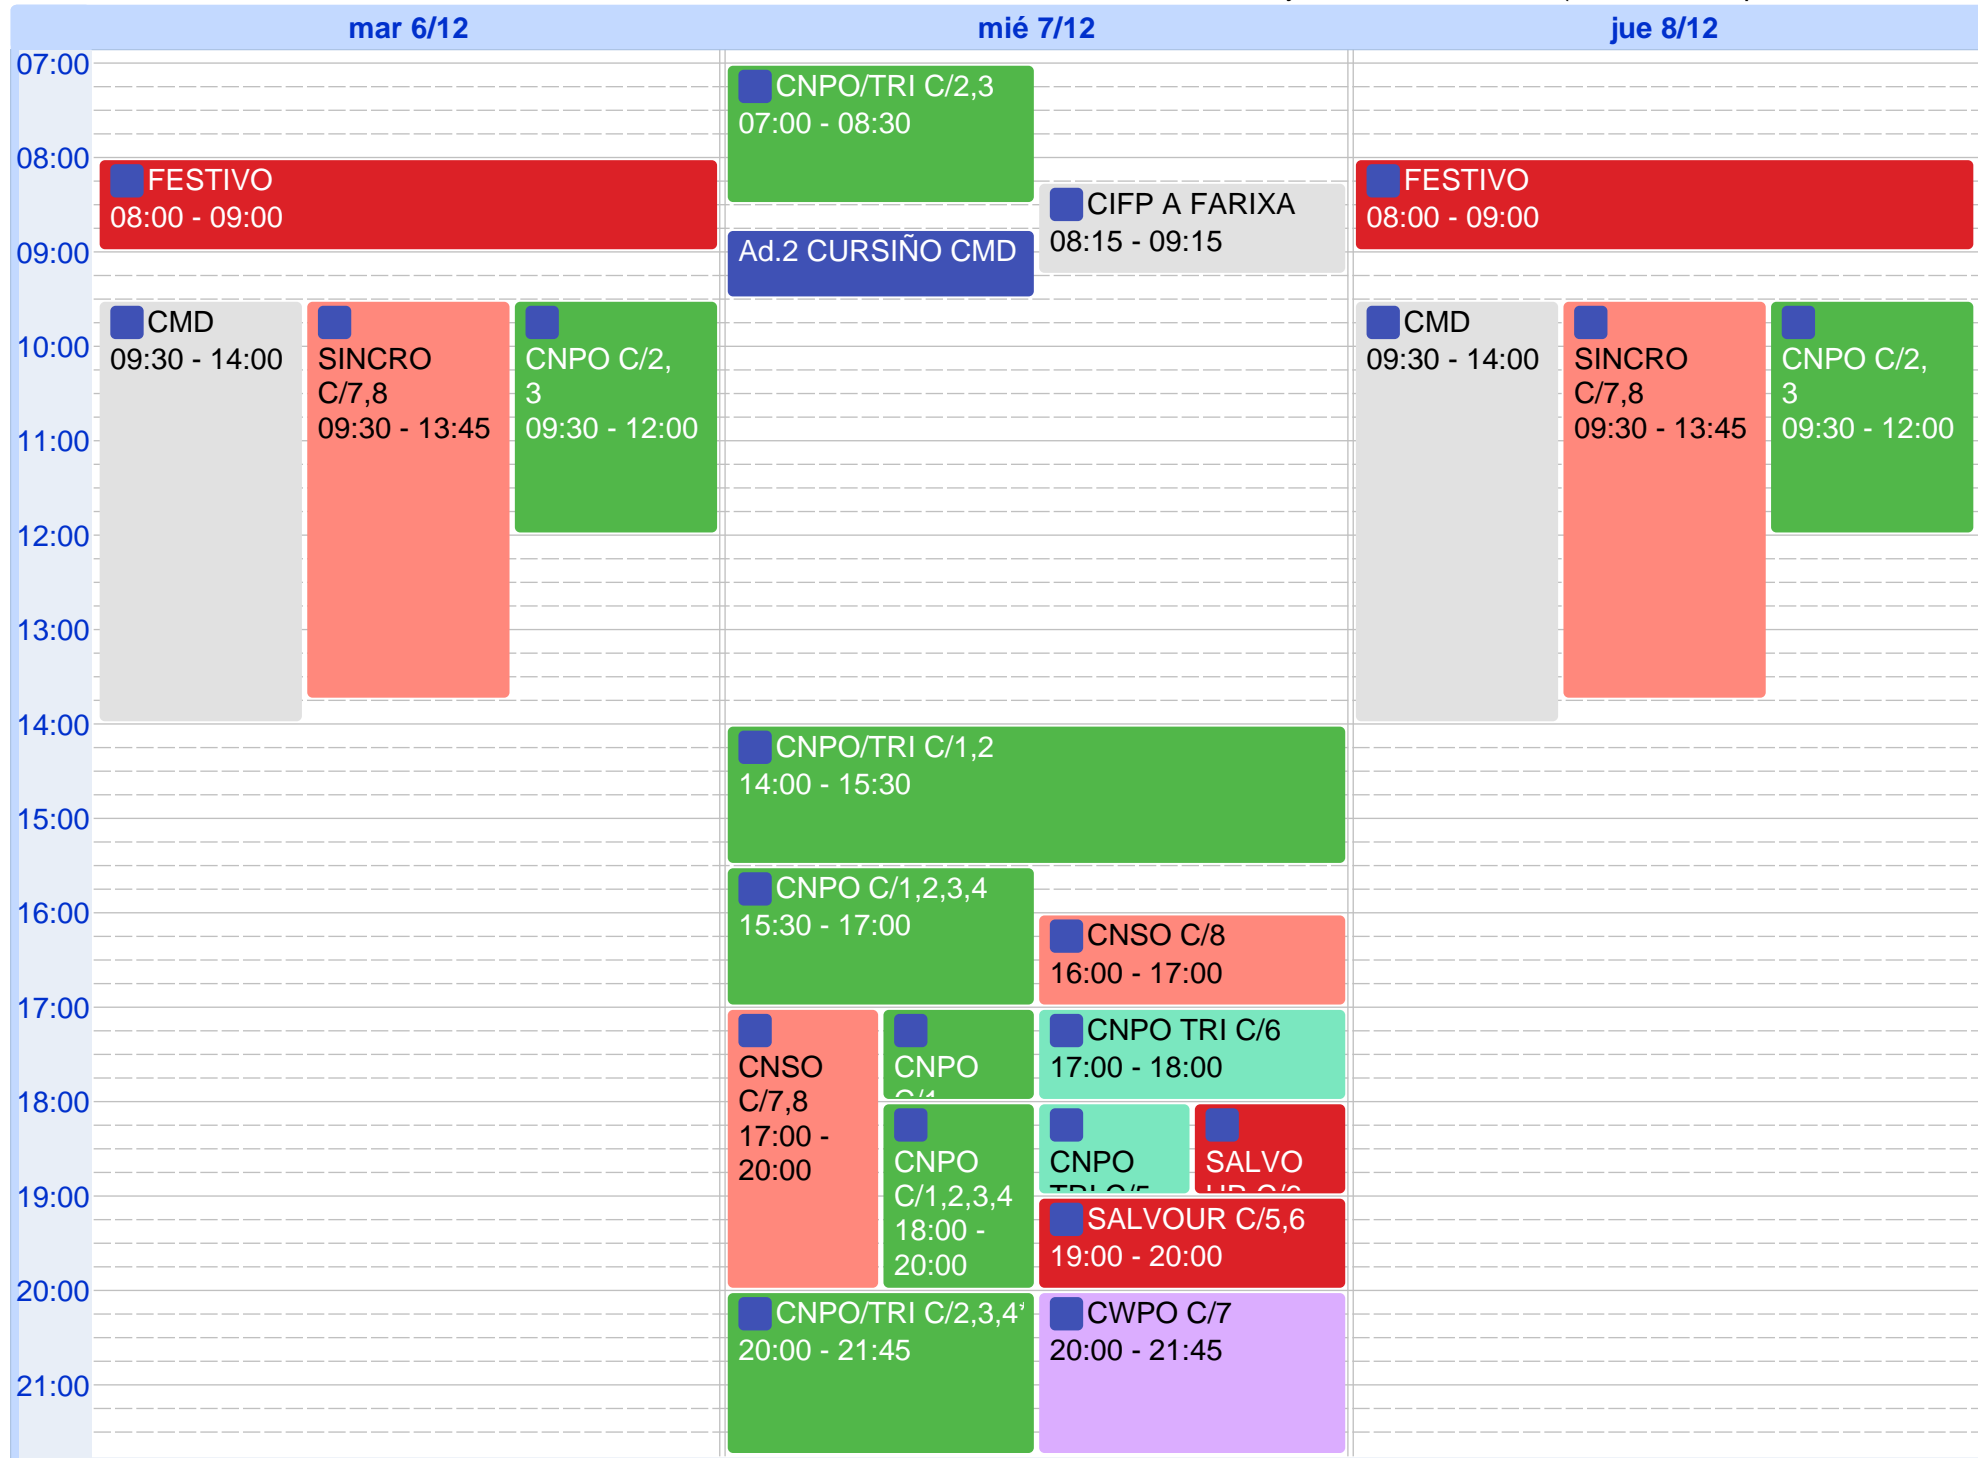 mar 6/12
mié 7/12
jue 8/12
07:00
08:00
09:00
10:00
11:00
12:00
13:00
14:00
15:00
16:00
17:00
18:00
19:00
20:00
21:00
FESTIVO
08:00 - 09:00
CMD
09:30 - 14:00
SINCRO
C/7,8
09:30 - 13:45
CNPO C/2,
3
09:30 - 12:00
CNPO/TRI C/2,3
07:00 - 08:30
CIFP A FARIXA
08:15 - 09:15
Ad.2 CURSIÑO CMD
CNPO/TRI C/1,2
14:00 - 15:30
CNPO C/1,2,3,4
15:30 - 17:00
CNSO C/8
16:00 - 17:00
CNSO
C/7,8
17:00 -
20:00
CNPO
CNPO TRI C/6
17:00 - 18:00
CNPO
C/1,2,3,4
18:00 -
20:00
CNPO
TRI C/5
SALVO
SALVOUR C/5,6
19:00 - 20:00
CNPO/TRI C/2,3,4*
20:00 - 21:45
CWPO C/7
20:00 - 21:45
FESTIVO
08:00 - 09:00
CMD
09:30 - 14:00
SINCRO
C/7,8
09:30 - 13:45
CNPO C/2,
3
09:30 - 12:00